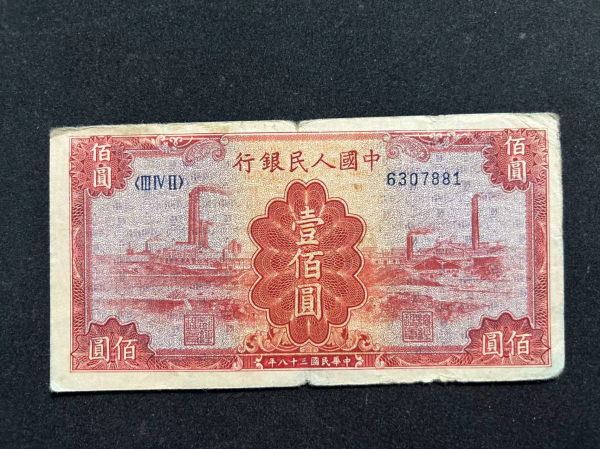 行銀民人國中
〈ⅢⅣⅡ〉 6307881
佰圓
佰圓
壹佰圓
圓佰
圓佰
年八十三國民華中